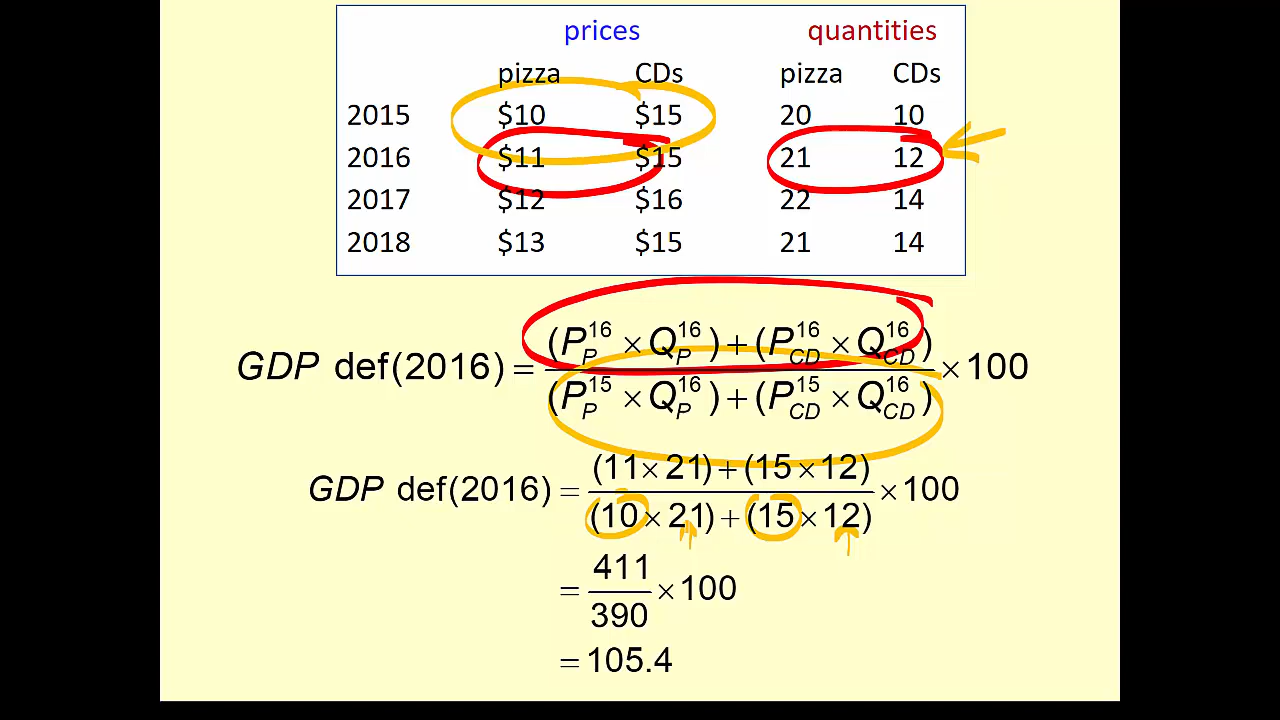 prices quantities
pizza CDs pizza CDs
2015 $10 $15 20 10
2016 $11 $15 21 12
2017 $12 $16 22 14
2018 $13 $15 21 14
GDP def(2016) = (P_P^16 × Q_P^16) + (P_CD^16 × Q_CD^16) / (P_P^15 × Q_P^16) + (P_CD^15 × Q_CD^16) × 100
GDP def(2016) = (11 × 21) + (15 × 12) / (10 × 21) + (15 × 12) × 100
= 411 / 390 × 100
= 105.4